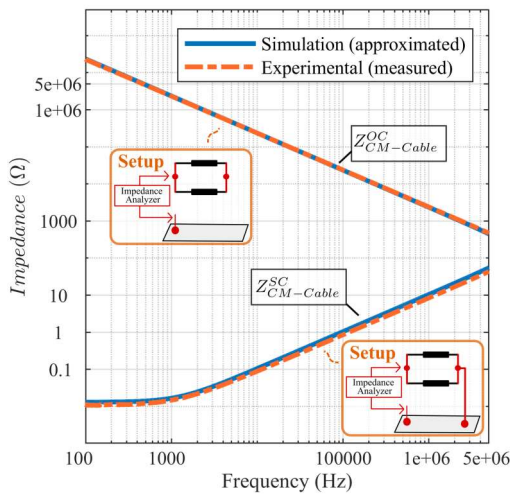 Simulation (approximated)
Experimental (measured)
Impedance (Ω)
5e+06
1e+06
1000
10
1
0.1
Z^{OC}_{CM-Cable}
Setup
Impedance
Analyzer
Z^{SC}_{CM-Cable}
Setup
Impedance
Analyzer
100
1000
100000
1e+06
5e+06
Frequency (Hz)